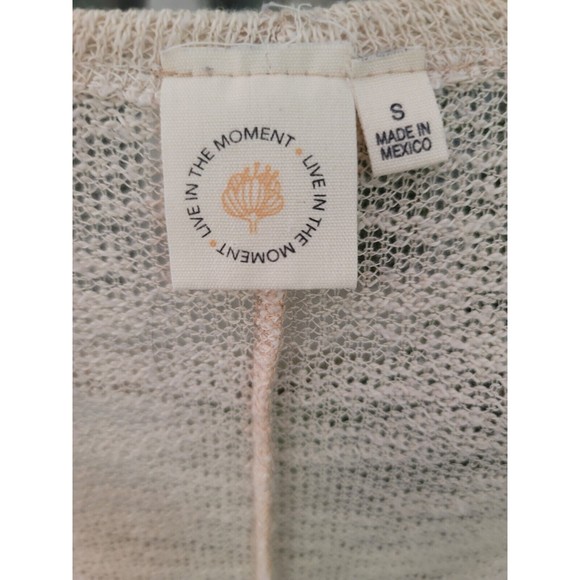 LIVE IN THE MOMENT • LIVE IN THE MOMENT •
S
MADE IN
MEXICO